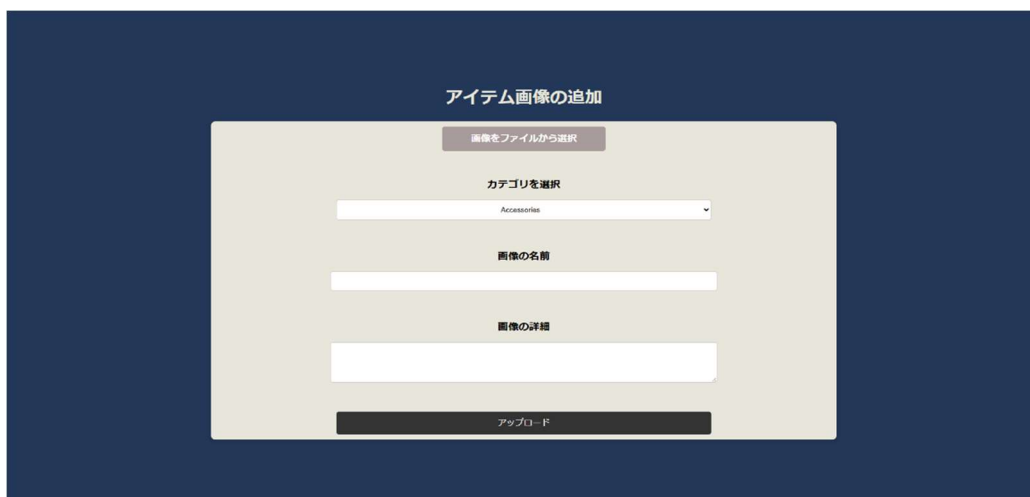 アイテム画像の追加
画像をファイルから選択
カテゴリを選択
Accessories
画像の名前
画像の詳細
アップロード